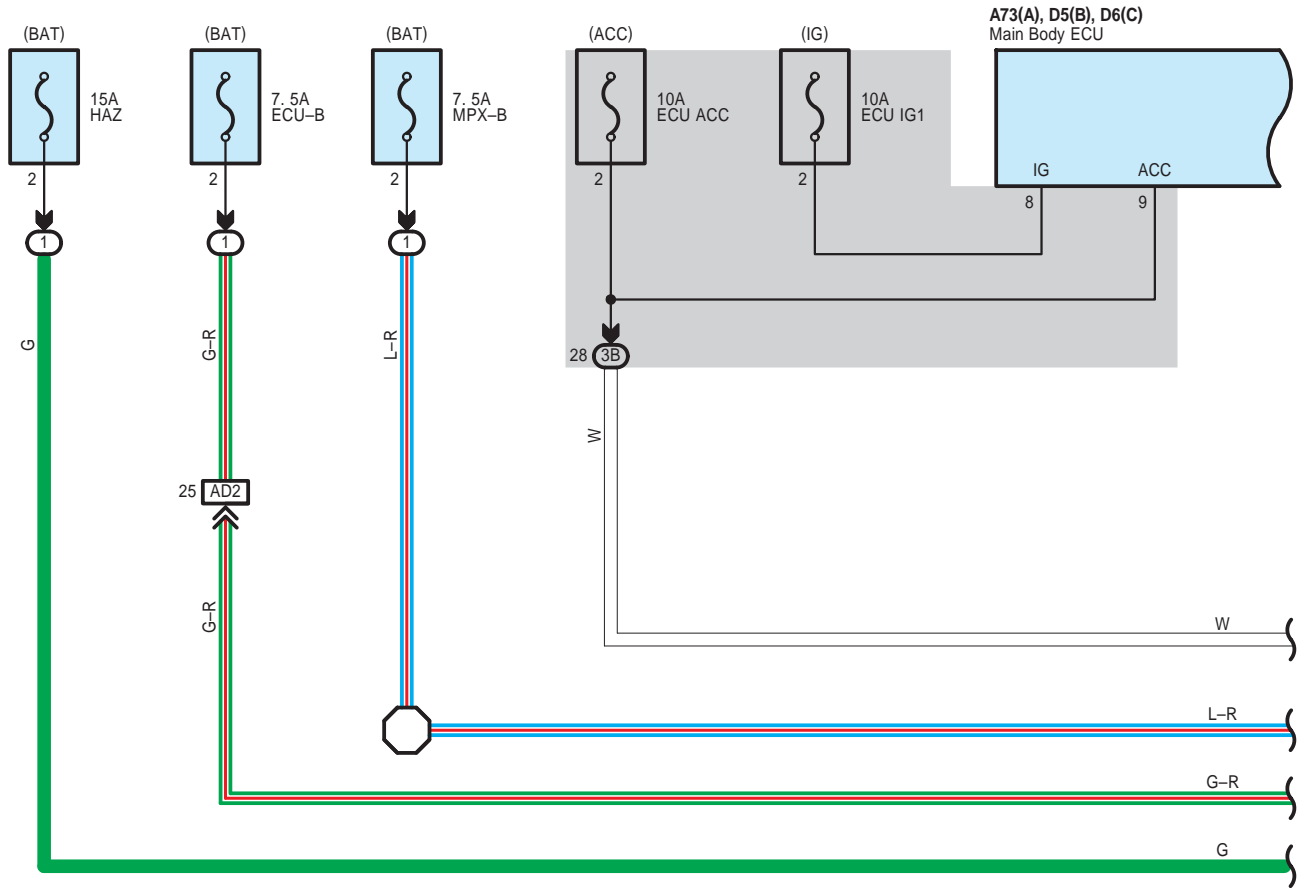 A73(A), D5(B), D6(C)
Main Body ECU
(BAT)
(BAT)
(BAT)
(ACC)
(IG)
15A
HAZ
7. 5A
ECU–B
7. 5A
MPX–B
10A
ECU ACC
10A
ECU IG1
IG
ACC
2
2
2
2
2
8
9
1
1
1
G
G–R
L–R
28
3B
W
25
AD2
G–R
W
L–R
G–R
G